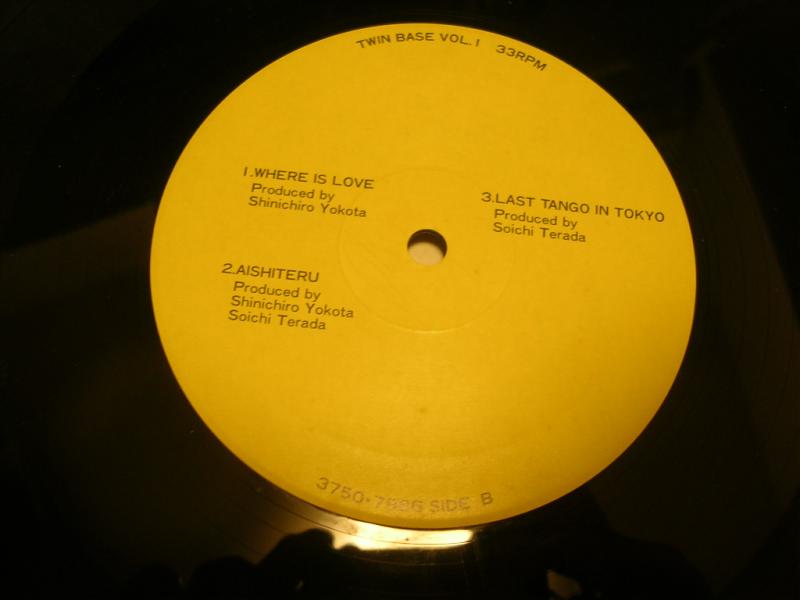 TWIN BASE VOL.1 33RPM
1.WHERE IS LOVE
Produced by
Shinichiro Yokota
2.AISHITERU
Produced by
Shinichiro Yokota
Soichi Terada
3.LAST TANGO IN TOKYO
Produced by
Soichi Terada
SIDE B